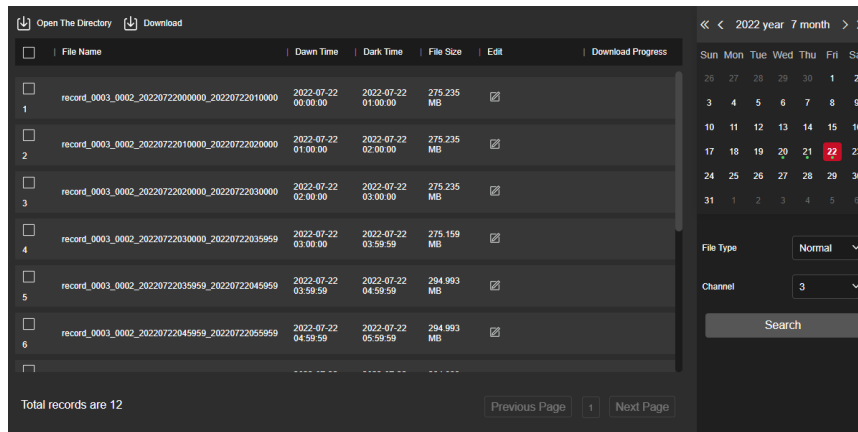 Open The Directory Download
File Name Dawn Time Dark Time File Size Edit Download Progress
1 record_0003_0002_20220722000000_20220722010000 2022-07-22 00:00:00 2022-07-22 01:00:00 275.235 MB
2 record_0003_0002_20220722010000_20220722020000 2022-07-22 01:00:00 2022-07-22 02:00:00 275.235 MB
3 record_0003_0002_20220722020000_20220722030000 2022-07-22 02:00:00 2022-07-22 03:00:00 275.235 MB
4 record_0003_0002_20220722030000_20220722035959 2022-07-22 03:00:00 2022-07-22 03:59:59 275.159 MB
5 record_0003_0002_20220722035959_20220722045959 2022-07-22 03:59:59 2022-07-22 04:59:59 294.993 MB
6 record_0003_0002_20220722045959_20220722055959 2022-07-22 04:59:59 2022-07-22 05:59:59 294.993 MB
Total records are 12
Previous Page 1 Next Page
« < 2022 year 7 month >
Sun Mon Tue Wed Thu Fri
26 27 28 29 30 1
3 4 5 6 7 8
10 11 12 13 14 15
17 18 19 20 21 22
24 25 26 27 28 29
31 1 2 3 4 5
File Type Normal
Channel 3
Search